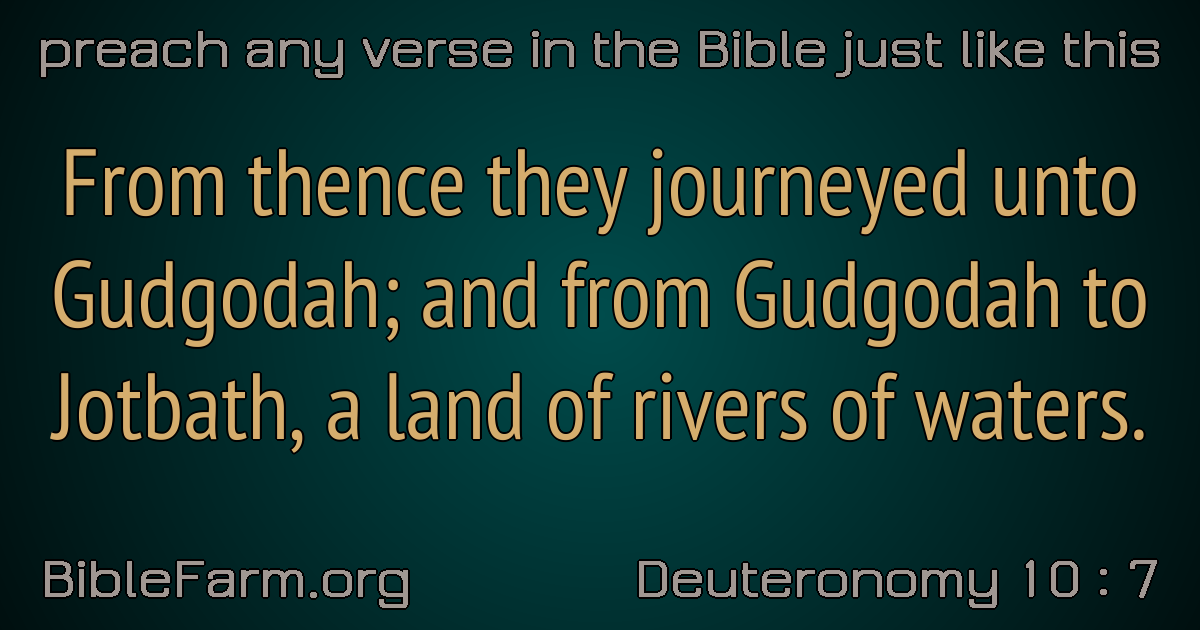 preach any verse in the Bible just like this
From thence they journeyed unto
Gudgodah; and from Gudgodah to
Jotbath, a land of rivers of waters.
BibleFarm.org
Deuteronomy 10 : 7